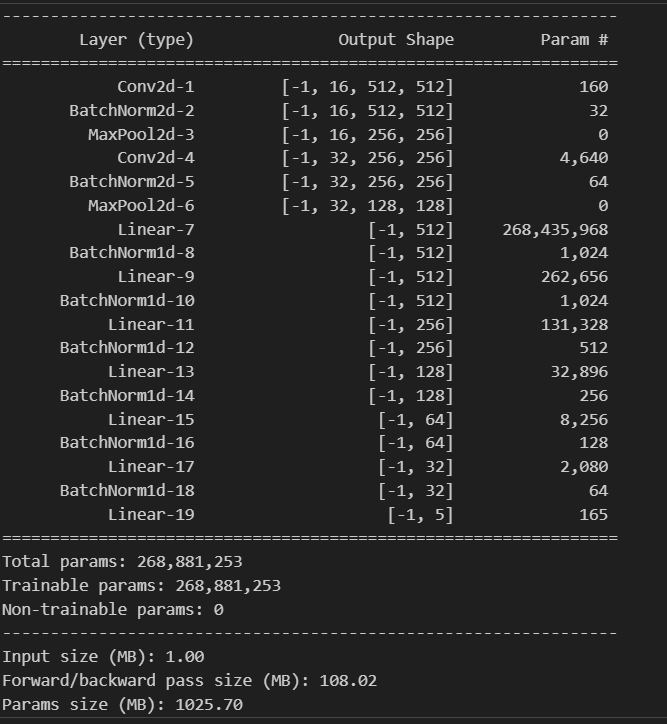 ----------------------------------------------------------------
        Layer (type)               Output Shape         Param #
================================================================
            Conv2d-1         [-1, 16, 512, 512]             160
       BatchNorm2d-2         [-1, 16, 512, 512]              32
         MaxPool2d-3         [-1, 16, 256, 256]               0
            Conv2d-4         [-1, 32, 256, 256]           4,640
       BatchNorm2d-5         [-1, 32, 256, 256]              64
         MaxPool2d-6         [-1, 32, 128, 128]               0
            Linear-7                  [-1, 512]     268,435,968
       BatchNorm1d-8                  [-1, 512]           1,024
            Linear-9                  [-1, 512]         262,656
      BatchNorm1d-10                  [-1, 512]           1,024
           Linear-11                  [-1, 256]         131,328
      BatchNorm1d-12                  [-1, 256]             512
           Linear-13                  [-1, 128]          32,896
      BatchNorm1d-14                  [-1, 128]             256
           Linear-15                   [-1, 64]           8,256
      BatchNorm1d-16                   [-1, 64]             128
           Linear-17                   [-1, 32]           2,080
      BatchNorm1d-18                   [-1, 32]              64
           Linear-19                    [-1, 5]             165
================================================================
Total params: 268,881,253
Trainable params: 268,881,253
Non-trainable params: 0
----------------------------------------------------------------
Input size (MB): 1.00
Forward/backward pass size (MB): 108.02
Params size (MB): 1025.70